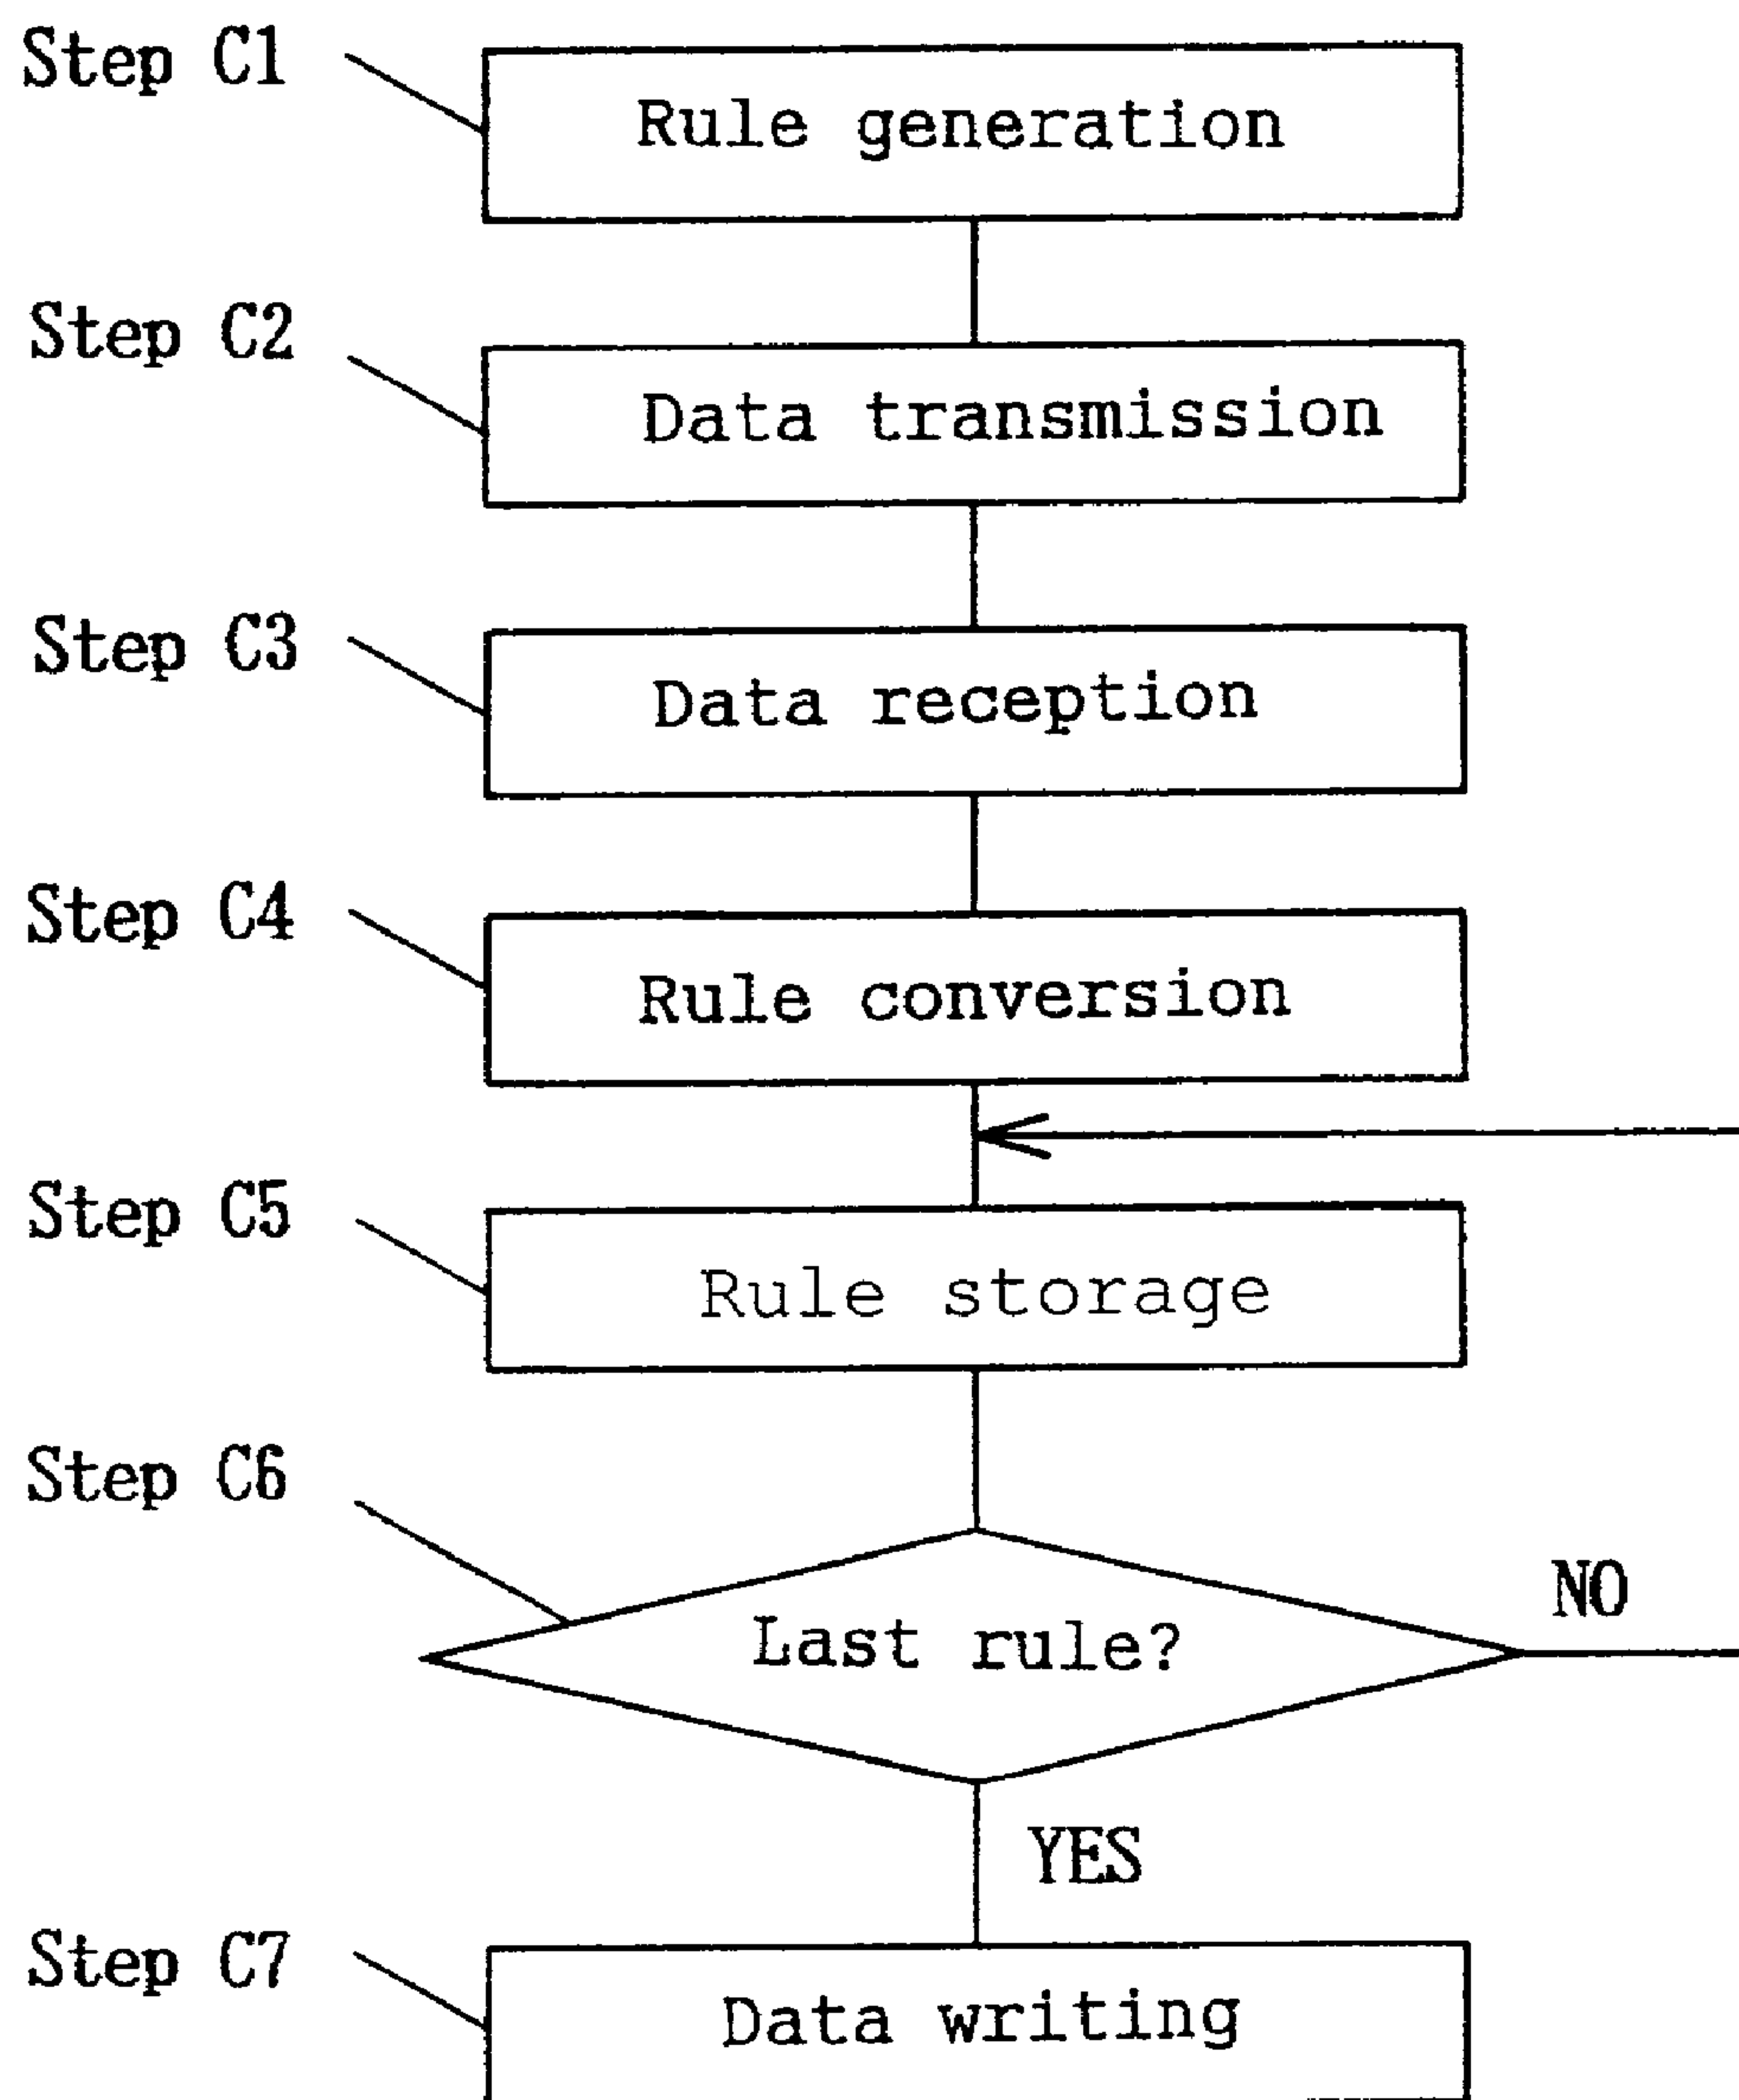 Step C1
Rule generation
Step C2
Data transmission
Step C3
Data reception
Step C4
Rule conversion
Step C5
Rule storage
Step C6
Last rule?
NO
YES
Step C7
Data writing